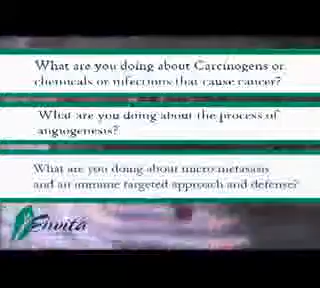 What are you doing about Carcinogens or
chemicals or infections that cause cancer?
What are you doing about the process of
angiogenesis?
What are you doing about micro-metastasis
and an immune targeted approach and defense?
Envita